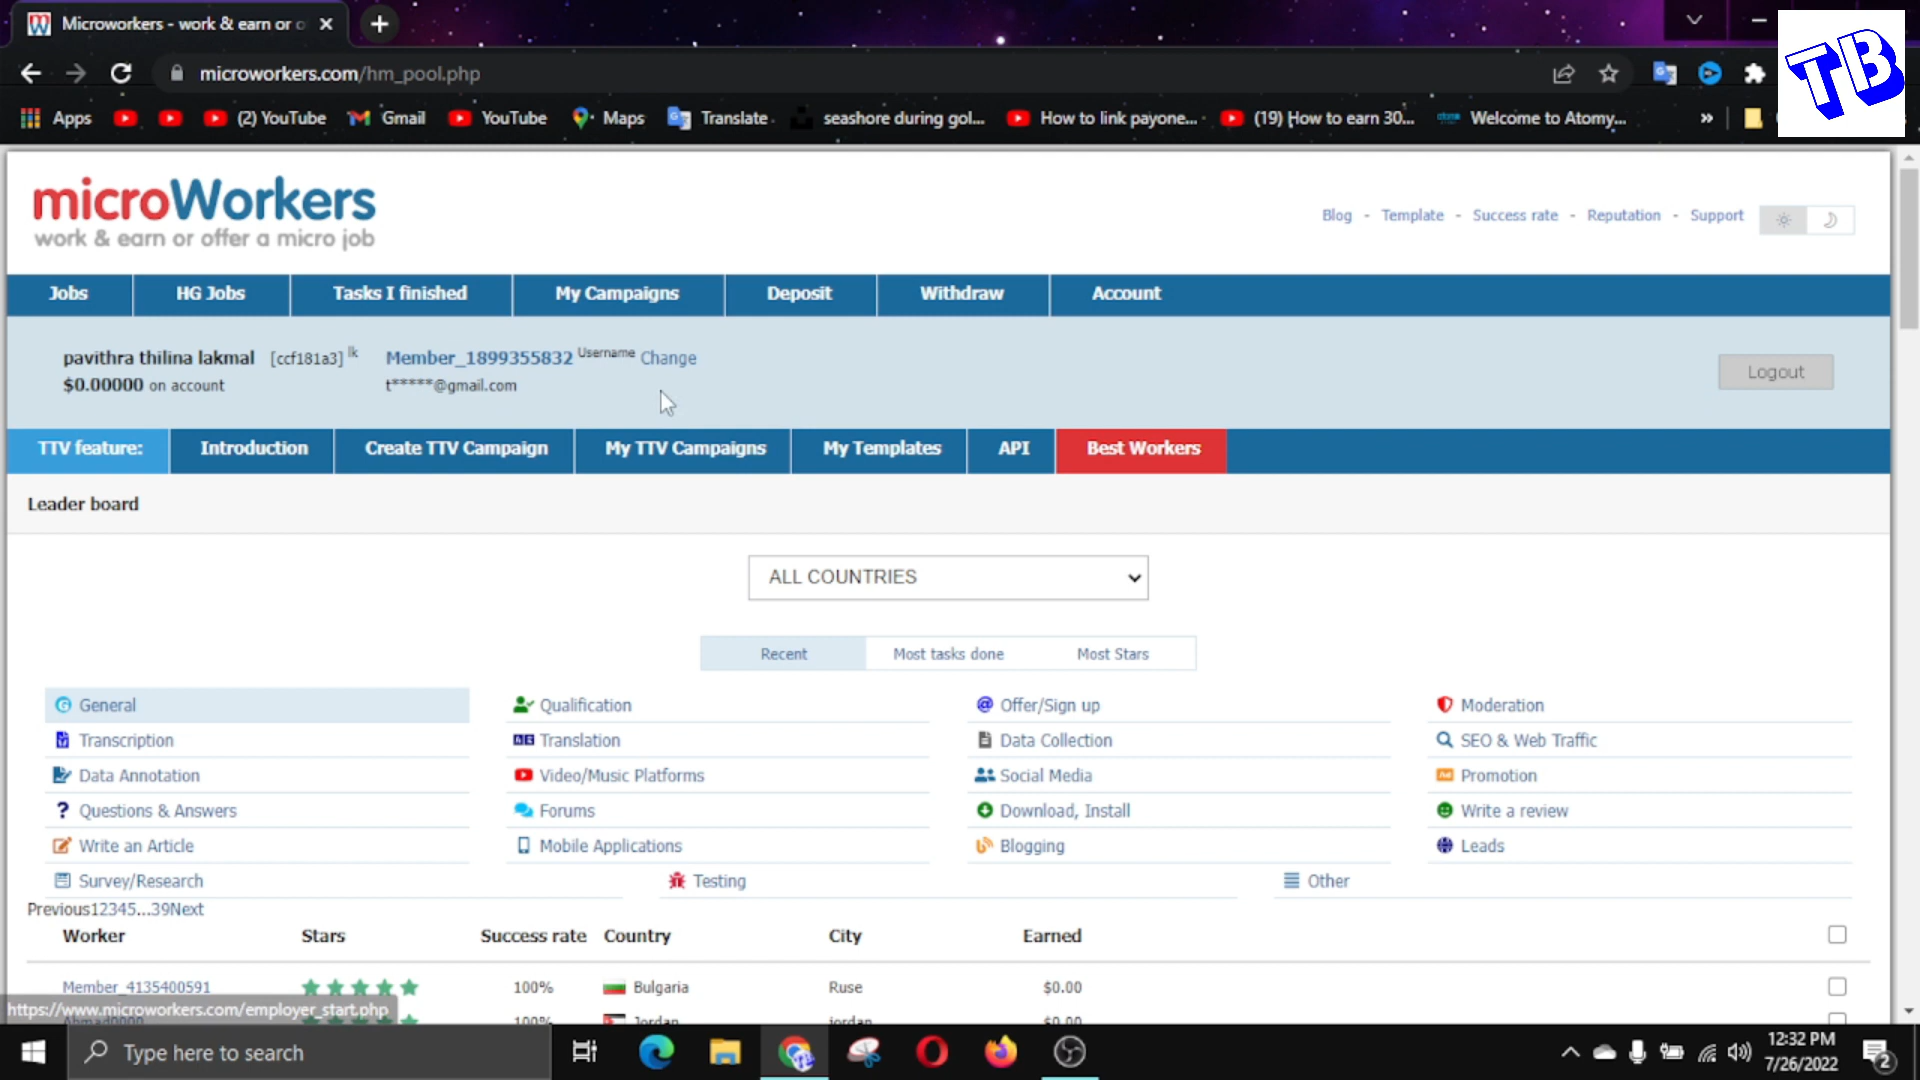 Microworkers - work & earn or o
microworkers.com/hm_pool.php
TB
Apps (2) YouTube Gmail YouTube Maps Translate seashore during gol... How to link payone... (19) How to earn 30... Welcome to Atomy... »
microWorkers
work & earn or offer a micro job
Blog - Template - Success rate - Reputation - Support
Jobs HG Jobs Tasks I finished My Campaigns Deposit Withdraw Account
pavithra thilina lakmal [ccf181a3] lk Member_1899355832 Username Change
$0.00000 on account t*****@gmail.com
Logout
TTV feature: Introduction Create TTV Campaign My TTV Campaigns My Templates API Best Workers
Leader board
ALL COUNTRIES
Recent Most tasks done Most Stars
General Qualification Offer/Sign up Moderation
Transcription Translation Data Collection SEO & Web Traffic
Data Annotation Video/Music Platforms Social Media Promotion
Questions & Answers Forums Download, Install Write a review
Write an Article Mobile Applications Blogging Leads
Survey/Research Testing Other
Previous12345...39Next
Worker Stars Success rate Country City Earned
Member_4135400591 100% Bulgaria Ruse $0.00
https://www.microworkers.com/employer_start.php
100% Jordan jordan $0.00
Type here to search
12:32 PM
7/26/2022
2